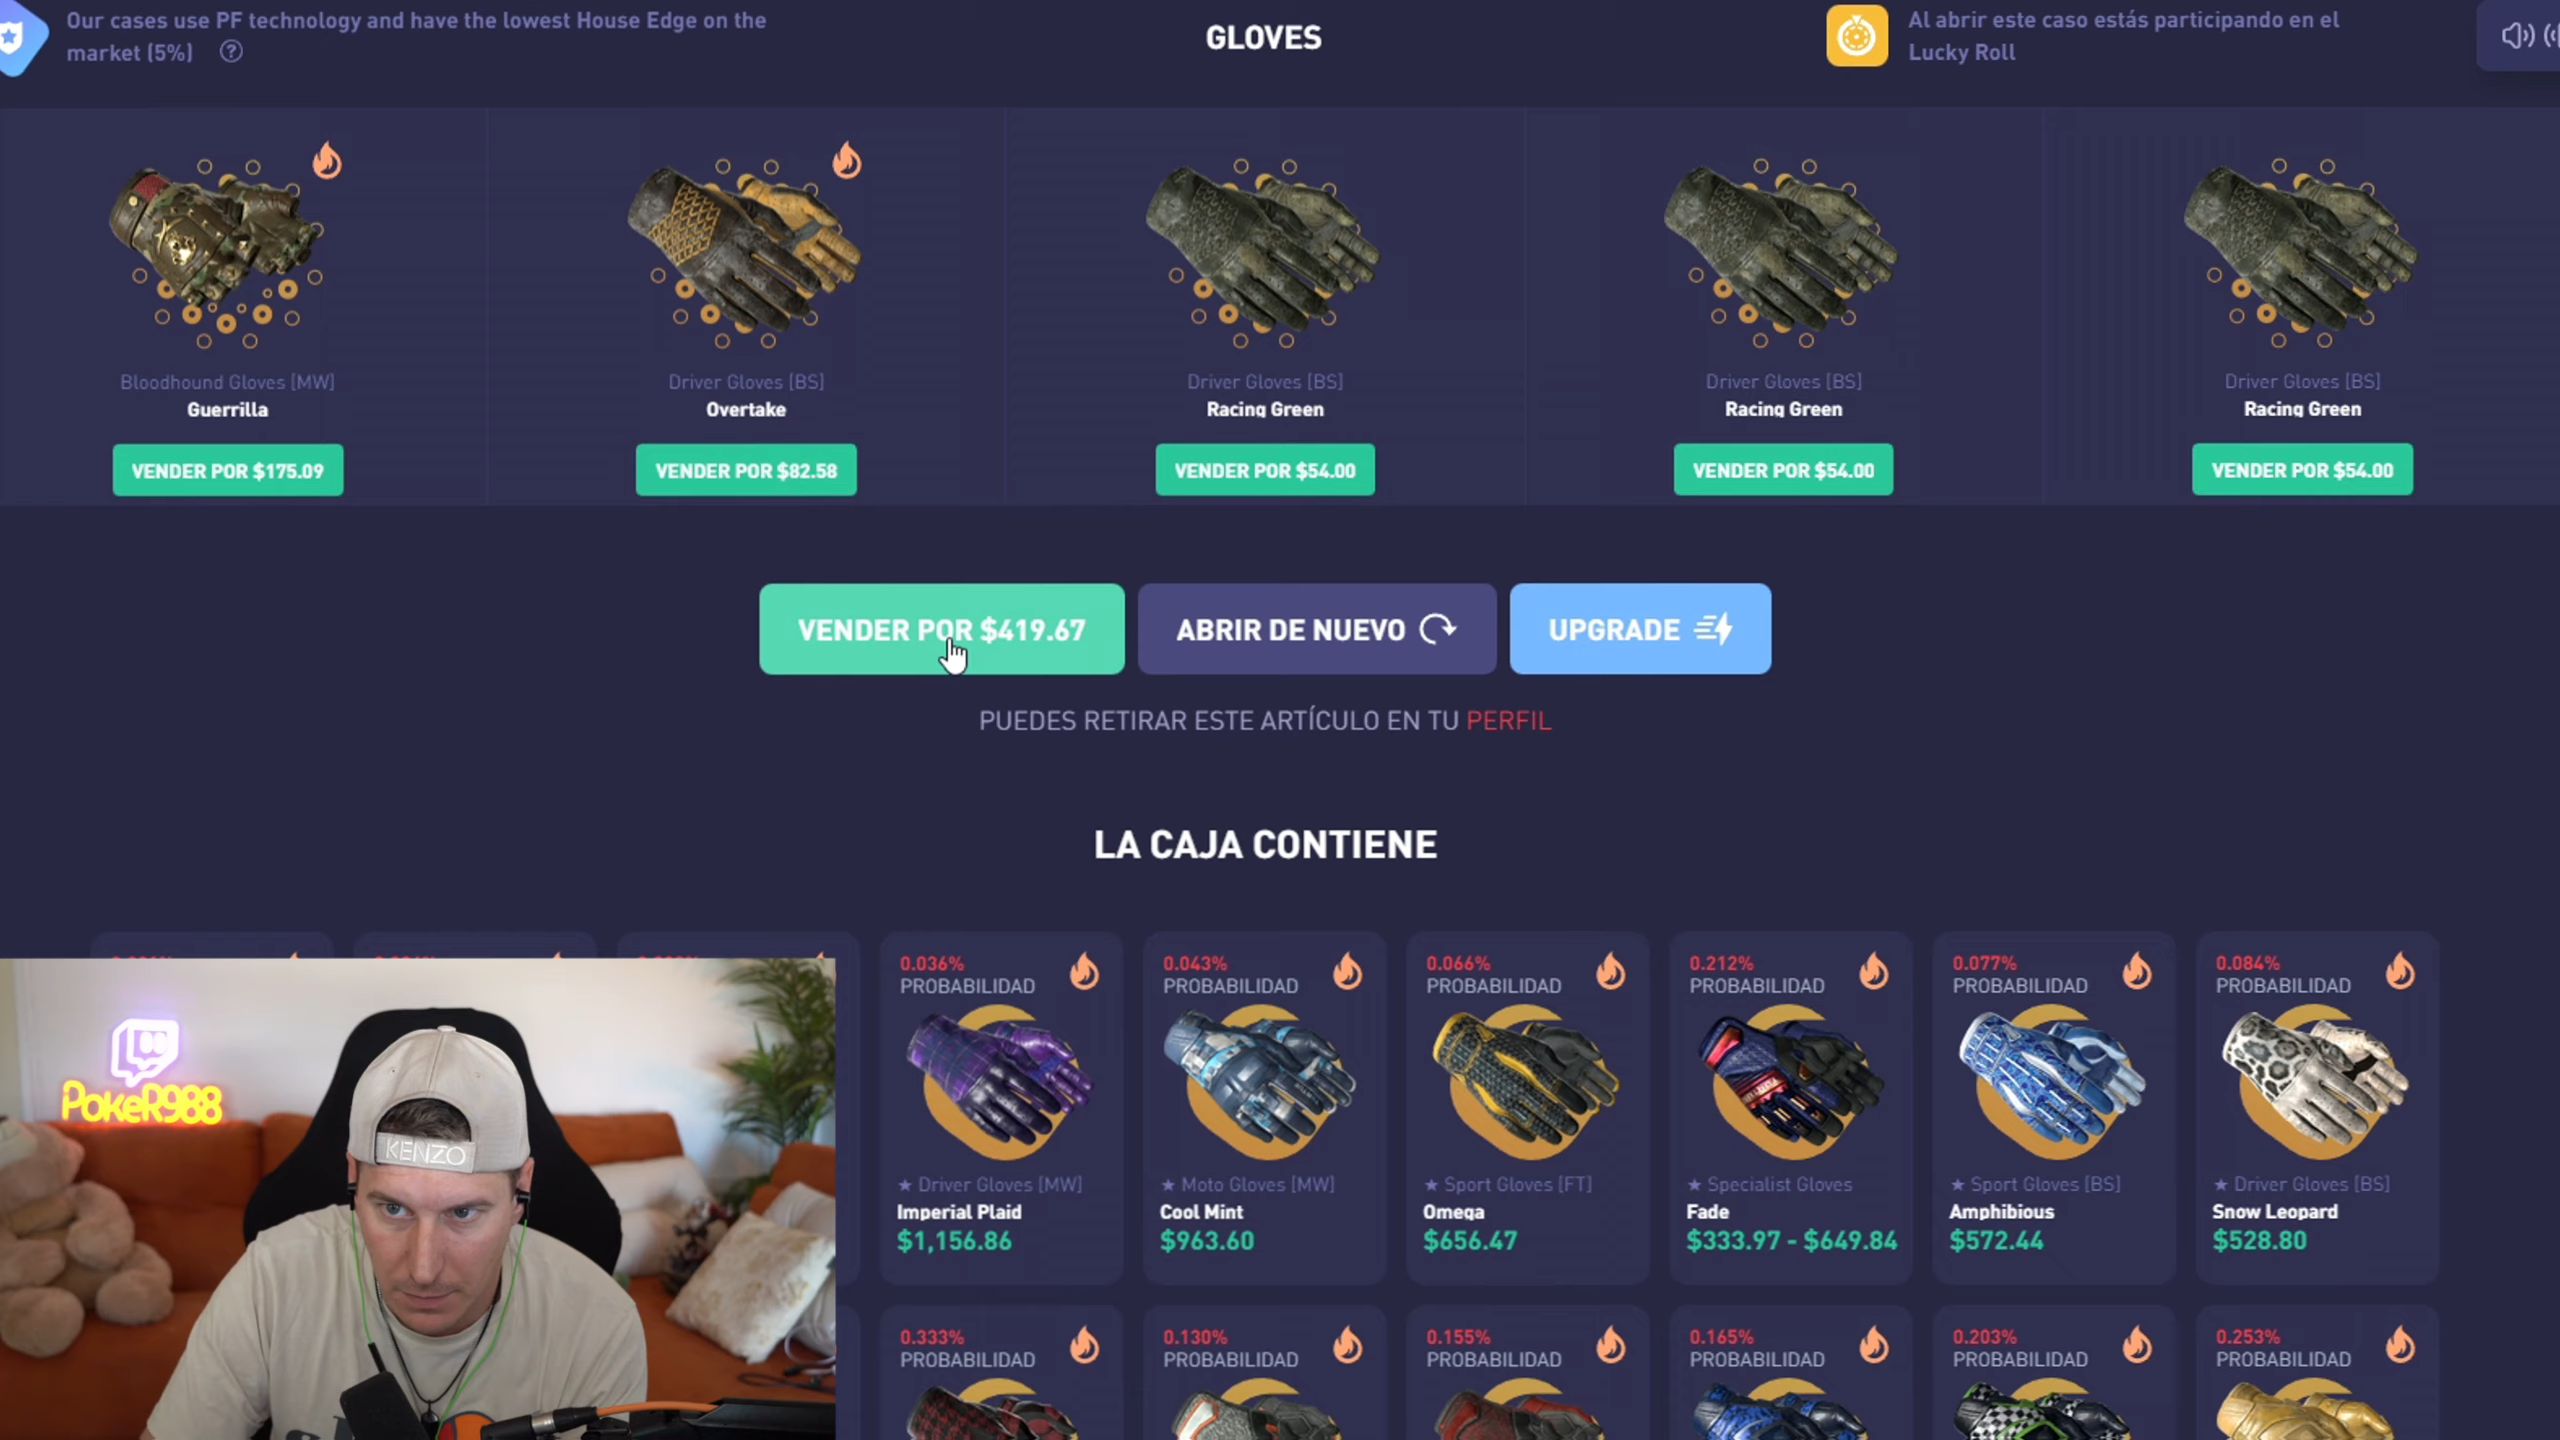 Our cases use PF technology and have the lowest House Edge on the
market (5%) ?
GLOVES
Al abrir este caso estás participando en el
Lucky Roll
Bloodhound Gloves [MW]
Guerrilla
VENDER POR $175.09
Driver Gloves [BS]
Overtake
VENDER POR $82.58
Driver Gloves [BS]
Racing Green
VENDER POR $54.00
Driver Gloves [BS]
Racing Green
VENDER POR $54.00
Driver Gloves [BS]
Racing Green
VENDER POR $54.00
VENDER POR $419.67
ABRIR DE NUEVO
UPGRADE
PUEDES RETIRAR ESTE ARTÍCULO EN TU PERFIL
LA CAJA CONTIENE
0.036%
PROBABILIDAD
★ Driver Gloves [MW]
Imperial Plaid
$1,156.86
0.043%
PROBABILIDAD
★ Moto Gloves [MW]
Cool Mint
$963.60
0.066%
PROBABILIDAD
★ Sport Gloves [FT]
Omega
$656.47
0.212%
PROBABILIDAD
★ Specialist Gloves
Fade
$333.97 - $649.84
0.077%
PROBABILIDAD
★ Sport Gloves [BS]
Amphibious
$572.44
0.084%
PROBABILIDAD
★ Driver Gloves [BS]
Snow Leopard
$528.80
0.333%
PROBABILIDAD
0.130%
PROBABILIDAD
0.155%
PROBABILIDAD
0.165%
PROBABILIDAD
0.203%
PROBABILIDAD
0.253%
PROBABILIDAD
PokeR988
KENZO